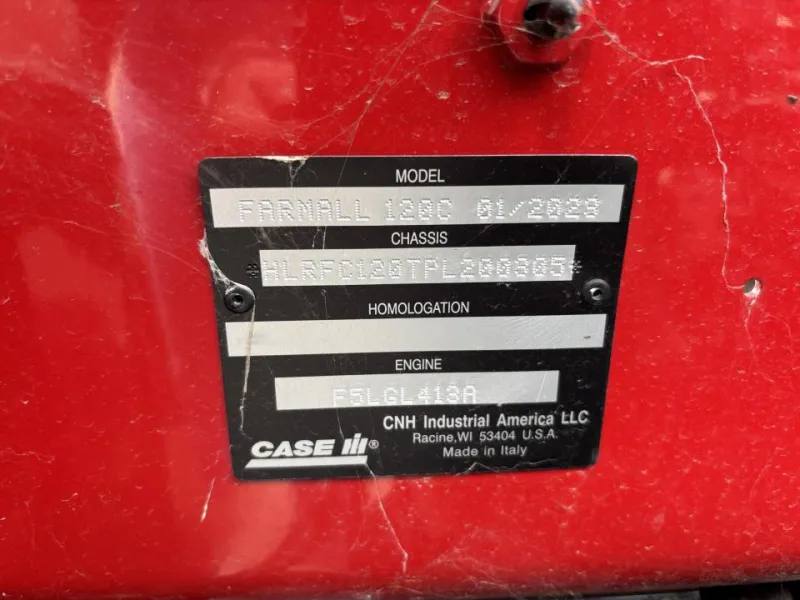 MODEL
FARMALL 120C 01/2023
CHASSIS
*HLRFC120TPL200805*
HOMOLOGATION
ENGINE
F5LGL413A
CNH Industrial America LLC
Racine,WI 53404 U.S.A.
Made in Italy
CASE IH®